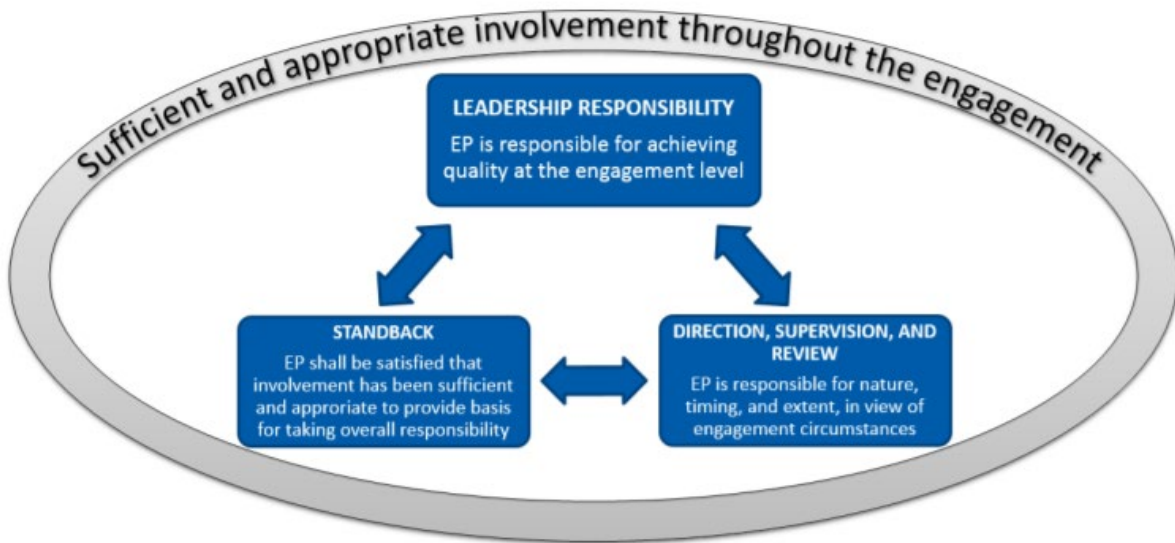 Sufficient and appropriate involvement throughout the engagement
LEADERSHIP RESPONSIBILITY
EP is responsible for achieving
quality at the engagement level
STANDBACK
EP shall be satisfied that
involvement has been sufficient
and approriate to provide basis
for taking overall responsibility
DIRECTION, SUPERVISION, AND
REVIEW
EP is responsible for nature,
timing, and extent, in view of
engagement circumstances